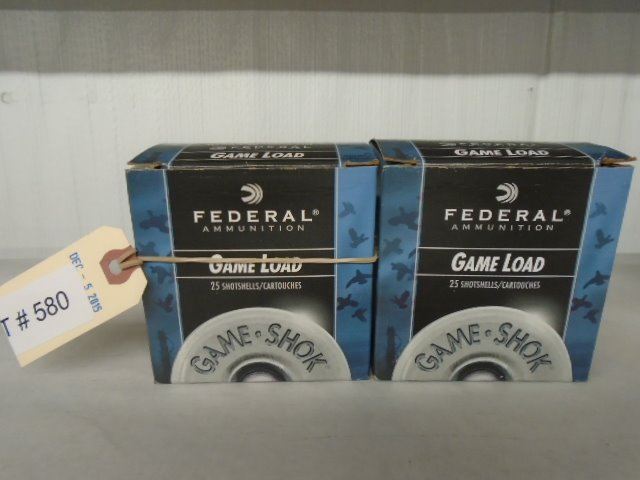 GAME LOAD
FEDERAL®
AMMUNITION
GAME LOAD
25 SHOTSHELLS/CARTOUCHES
GAME·SHOK
GAME LOAD
FEDERAL®
AMMUNITION
GAME LOAD
25 SHOTSHELLS/CARTOUCHES
GAME·SHOK
DEC - 5 2015
T # 580